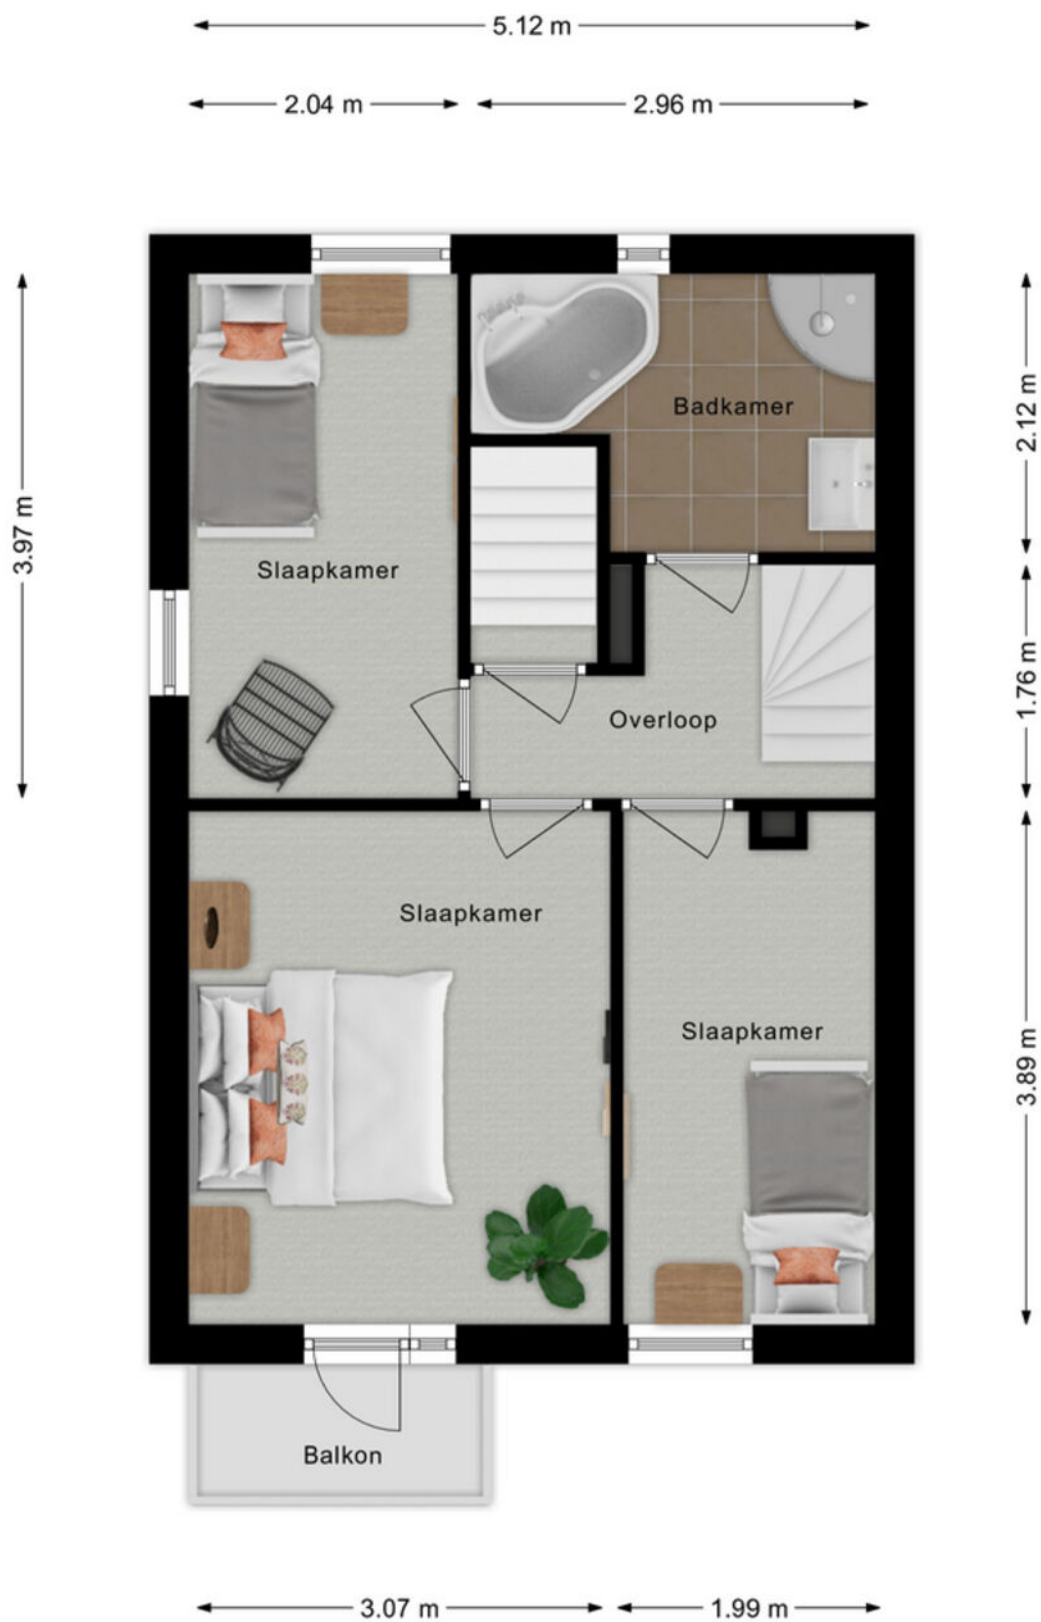 5.12 m
2.04 m
2.96 m
Badkamer
2.12 m
3.97 m
Slaapkamer
Overloop
1.76 m
Slaapkamer
Slaapkamer
3.89 m
Balkon
3.07 m
1.99 m